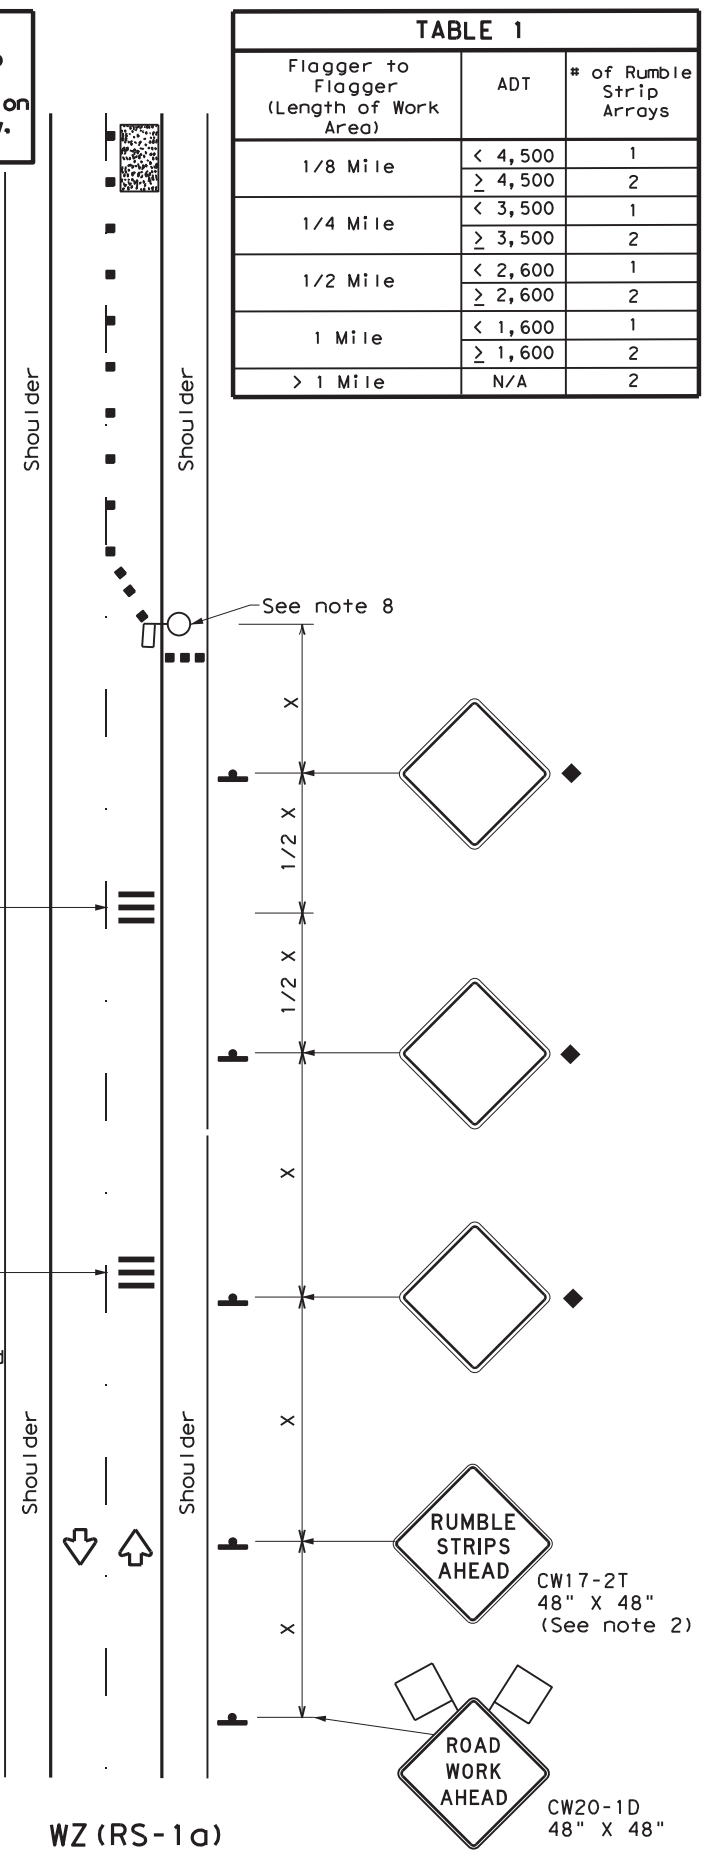 on
TABLE 1
Flagger to
Flagger
(Length of Work
Area)
ADT
# of Rumble
Strip
Arrays
1/8 Mile
< 4,500
1
≥ 4,500
2
1/4 Mile
< 3,500
1
≥ 3,500
2
1/2 Mile
< 2,600
1
≥ 2,600
2
1 Mile
< 1,600
1
≥ 1,600
2
> 1 Mile
N/A
2
Shoulder
Shoulder
See note 8
X
1/2 X
1/2 X
X
X
Shoulder
Shoulder
RUMBLE
STRIPS
AHEAD
CW17-2T
48" X 48"
(See note 2)
X
ROAD
WORK
AHEAD
CW20-1D
48" X 48"
WZ(RS-1a)